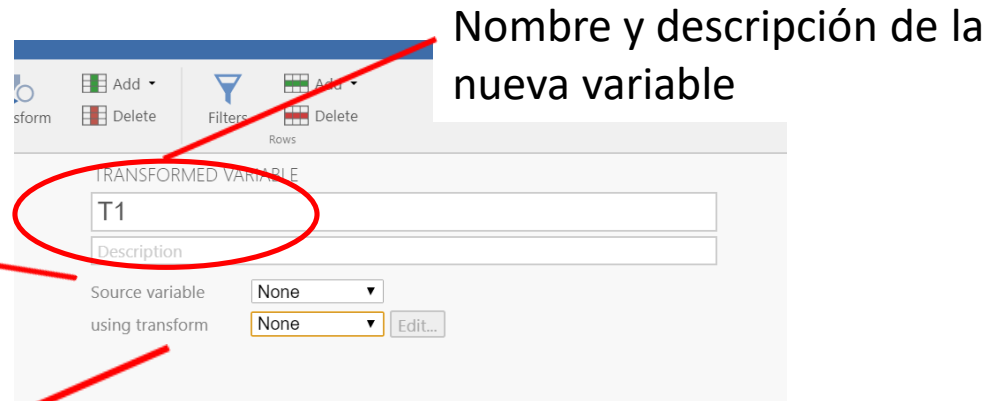 Nombre y descripción de la
nueva variable
sform
Add
Delete
Filters
Add
Delete
Rows
TRANSFORMED VARIABLE
T1
Description
Source variable None
using transform None Edit...